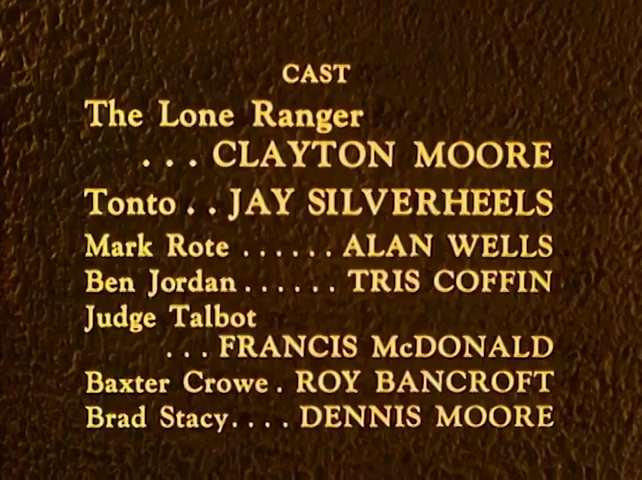 CAST
The Lone Ranger
. . . CLAYTON MOORE
Tonto . . JAY SILVERHEELS
Mark Rote . . . . . . ALAN WELLS
Ben Jordan . . . . . . TRIS COFFIN
Judge Talbot
. . . FRANCIS McDONALD
Baxter Crowe . ROY BANCROFT
Brad Stacy. . . . DENNIS MOORE